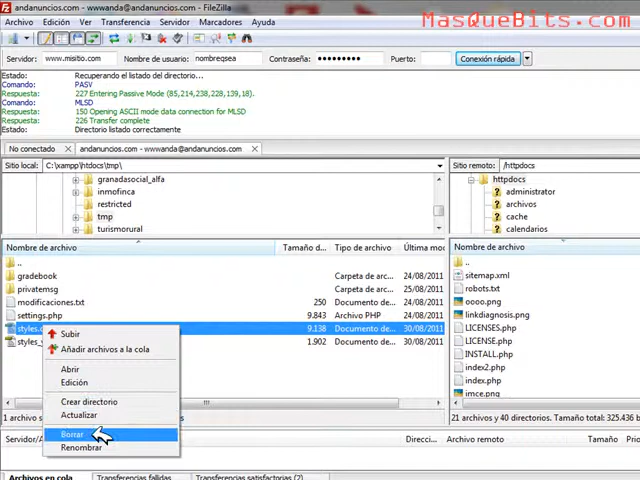 andanuncios.com - wwwanda@andanuncios.com - FileZilla
MasQueBits.com
Archivo Edición Ver Transferencia Servidor Marcadores Ayuda
Servidor: www.misitio.com Nombre de usuario: nombreqsea Contraseña: Puerto: Conexión rápida
Estado: Recuperando el listado del directorio...
Comando: PASV
Respuesta: 227 Entering Passive Mode (85,214,238,228,139,18).
Comando: MLSD
Respuesta: 150 Opening ASCII mode data connection for MLSD
Respuesta: 226 Transfer complete
Estado: Directorio listado correctamente
No conectado andanuncios.com - wwwanda@andanuncios.com
Sitio local: C:\xampp\htdocs\tmp\ Sitio remoto: /httpdocs
granadasocial_alfa httpdocs
inmofinca administrator
restricted archivos
tmp cache
turismorural calendarios
Nombre de archivo Tamaño d... Tipo de archivo Última mod Nombre de archivo
.. ..
gradebook Carpeta de arc... 24/08/2011 sitemap.xml
privatemsg Carpeta de arc... 25/08/2011 robots.txt
modificaciones.txt 250 Documento de... 24/08/2011 oooo.png
settings.php 9.843 Archivo PHP 24/08/2011 linkdiagnosis.png
styles. 9.138 Documento de... 30/08/2011 LICENSES.php
styles_ 1.902 Documento de... 30/08/2011 LICENSE.php
Subir
Añadir archivos a la cola INSTALL.php
Abrir index2.php
Edición index.php
imce.png
Crear directorio
Actualizar
1 archivo s 21 archivos y 40 directorios. Tamaño total: 325.436 b
Borrar
Servidor/A Direcci... Archivo remoto Tamaño Prio
Renombrar
Archivos en cola Transferencias fallidas Transferencias satisfactorias (2)